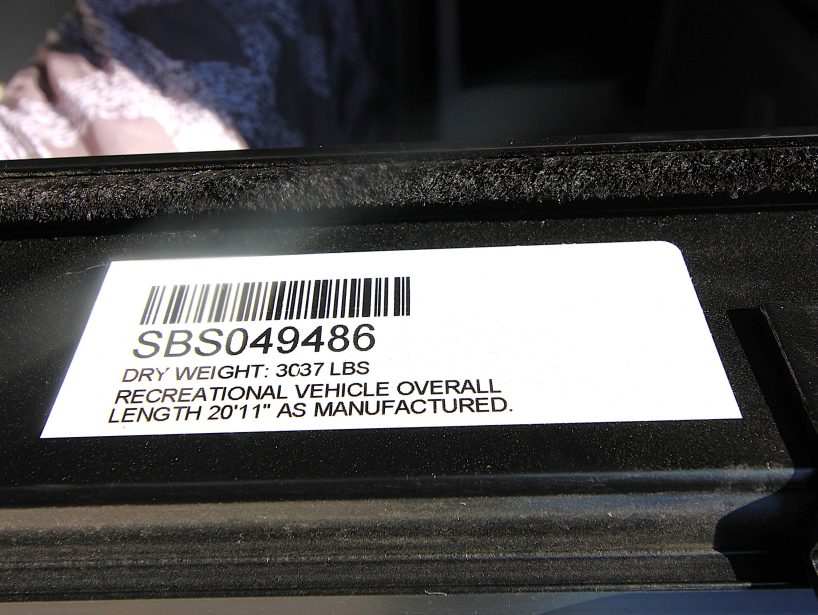 SBS049486
DRY WEIGHT: 3037 LBS
RECREATIONAL VEHICLE OVERALL
LENGTH 20'11" AS MANUFACTURED.